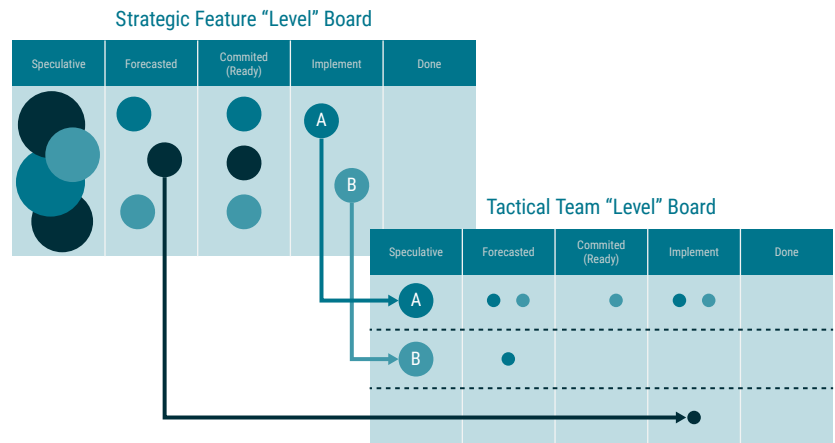 Strategic Feature “Level” Board
Speculative
Forecasted
Commited
(Ready)
Implement
Done
A
B
Tactical Team “Level” Board
Speculative
Forecasted
Commited
(Ready)
Implement
Done
A
B